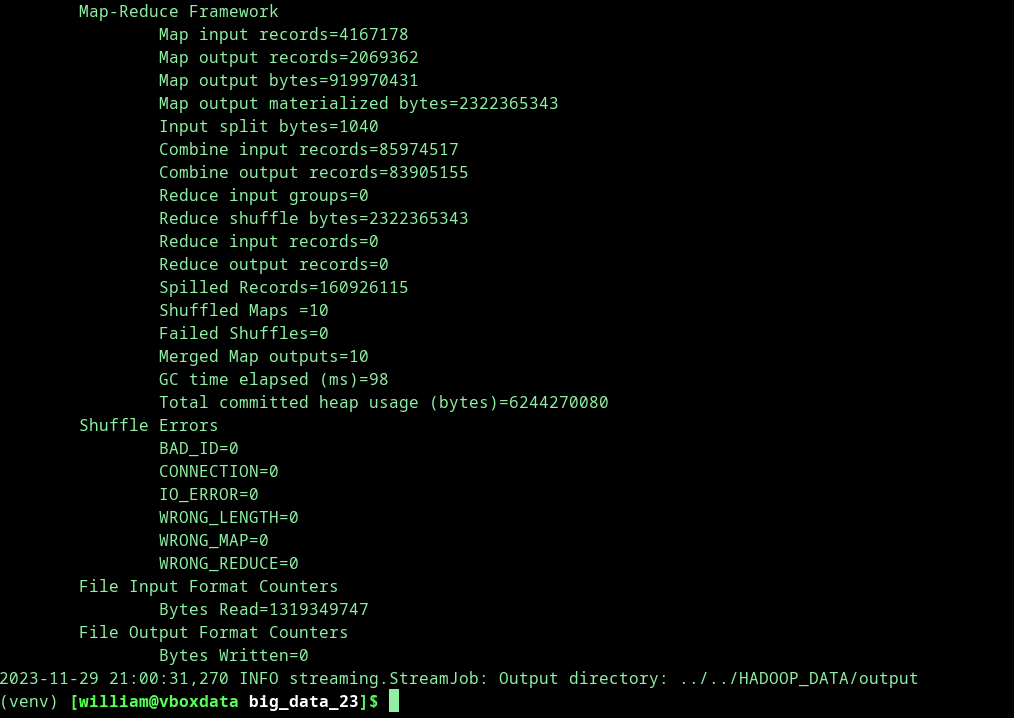 Map-Reduce Framework
Map input records=4167178
Map output records=2069362
Map output bytes=919970431
Map output materialized bytes=2322365343
Input split bytes=1040
Combine input records=85974517
Combine output records=83905155
Reduce input groups=0
Reduce shuffle bytes=2322365343
Reduce input records=0
Reduce output records=0
Spilled Records=160926115
Shuffled Maps =10
Failed Shuffles=0
Merged Map outputs=10
GC time elapsed (ms)=98
Total committed heap usage (bytes)=6244270080
Shuffle Errors
BAD_ID=0
CONNECTION=0
IO_ERROR=0
WRONG_LENGTH=0
WRONG_MAP=0
WRONG_REDUCE=0
File Input Format Counters
Bytes Read=1319349747
File Output Format Counters
Bytes Written=0
2023-11-29 21:00:31,270 INFO streaming.StreamJob: Output directory: ../../HADOOP_DATA/output
(venv) [william@vboxdata big_data_23]$